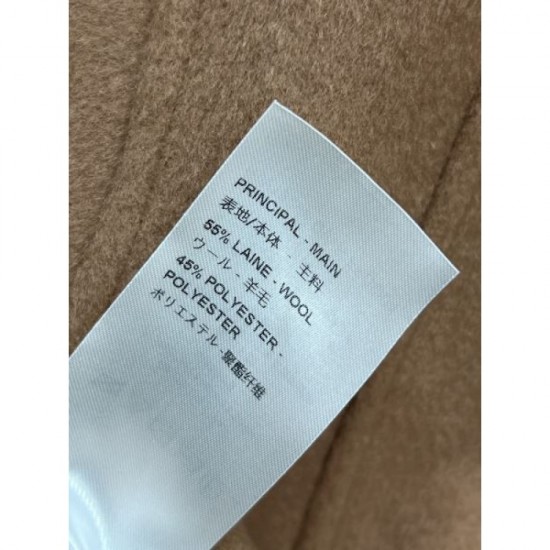 PRINCIPAL - MAIN
表地/本体 - 主料
55% LAINE - WOOL
ウール - 羊毛
45% POLYESTER -
POLYESTER
ポリエステル -聚酯纤维